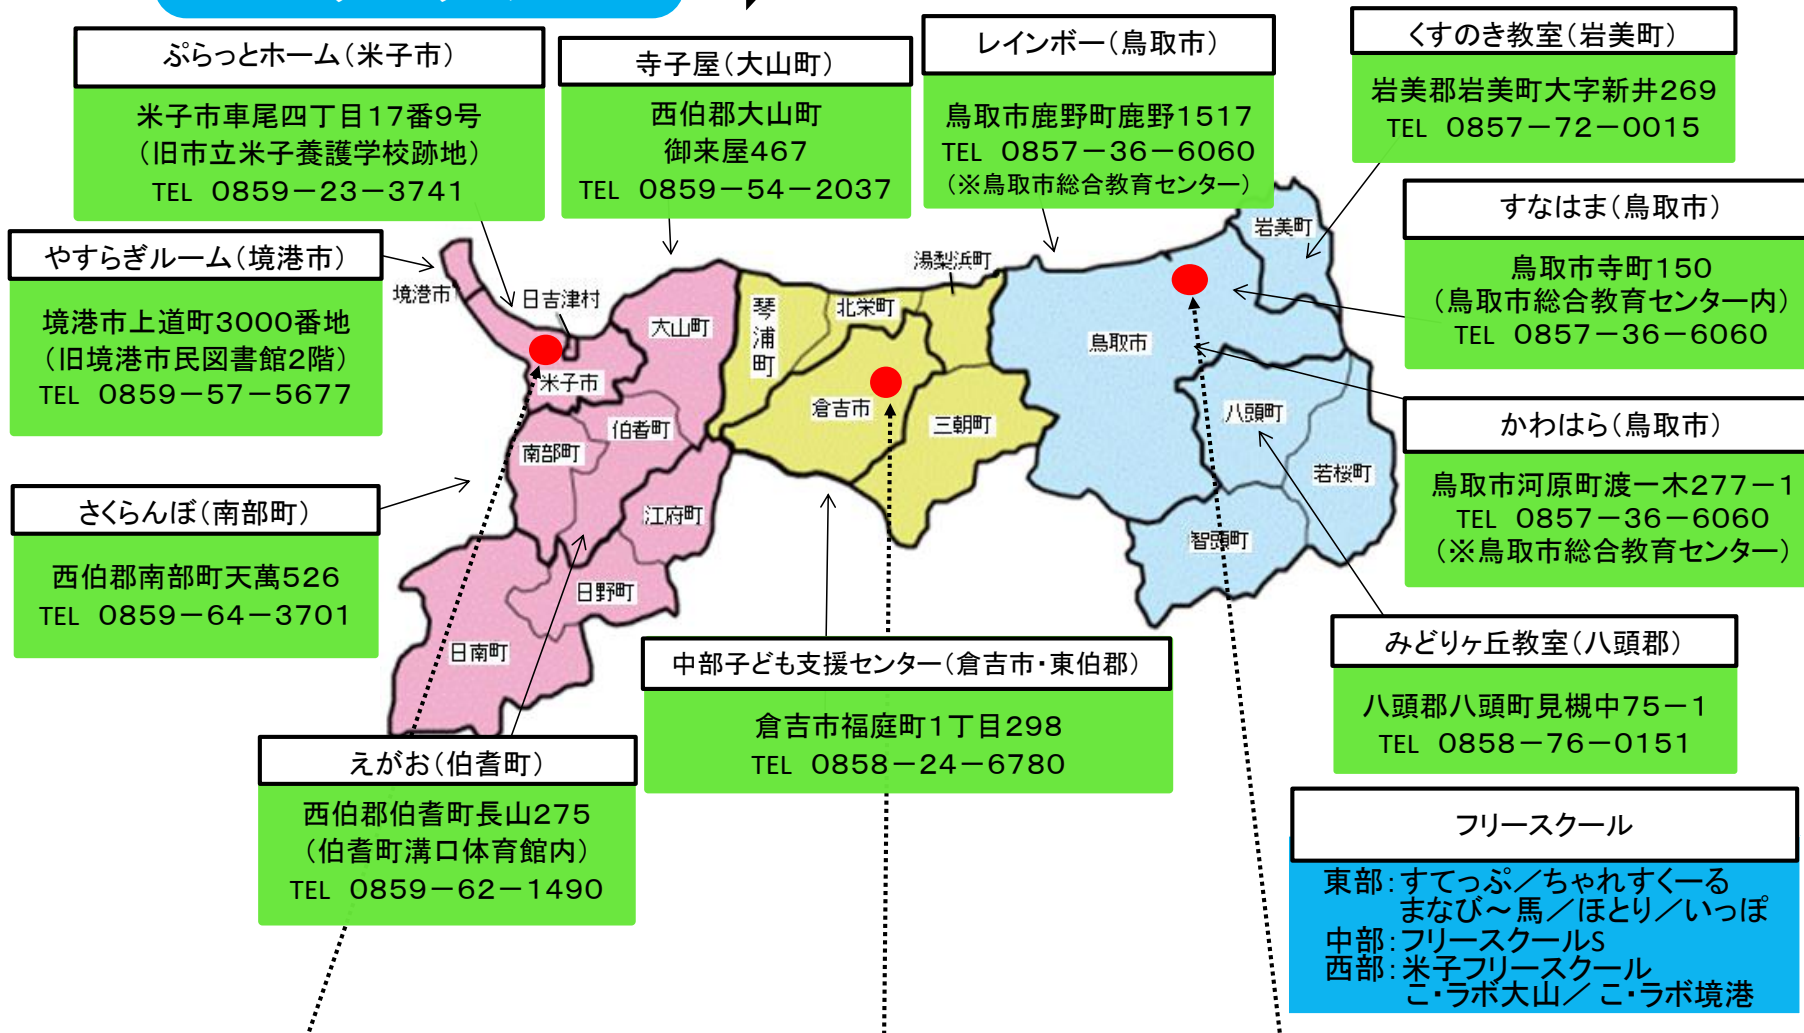 ぷらっとホーム（米子市）
米子市車尾四丁目17番9号
（旧市立米子養護学校跡地）
TEL 0859－23－3741
寺子屋（大山町）
西伯郡大山町
御来屋467
TEL 0859－54－2037
レインボー（鳥取市）
鳥取市鹿野町鹿野1517
TEL 0857－36－6060
（※鳥取市総合教育センター）
くすのき教室（岩美町）
岩美郡岩美町大字新井269
TEL 0857－72－0015
やすらぎルーム（境港市）
境港市上道町3000番地
（旧境港市民図書館2階）
TEL 0859－57－5677
すなはま（鳥取市）
鳥取市寺町150
（鳥取市総合教育センター内）
TEL 0857－36－6060
境港市
日吉津村
米子市
大山町
伯耆町
南部町
江府町
日野町
日南町
琴浦町
北栄町
湯梨浜町
倉吉市
三朝町
鳥取市
岩美町
八頭町
若桜町
智頭町
かわはら（鳥取市）
鳥取市河原町渡一木277－1
TEL 0857－36－6060
（※鳥取市総合教育センター）
さくらんぼ（南部町）
西伯郡南部町天萬526
TEL 0859－64－3701
中部子ども支援センター（倉吉市・東伯郡）
倉吉市福庭町1丁目298
TEL 0858－24－6780
みどりヶ丘教室（八頭郡）
八頭郡八頭町見槻中75－1
TEL 0858－76－0151
えがお（伯耆町）
西伯郡伯耆町長山275
（伯耆町溝口体育館内）
TEL 0859－62－1490
フリースクール
東部：すてっぷ／ちゃれすくーる
まなび～馬／ほとり／いっぽ
中部：フリースクールS
西部：米子フリースクール
こ・ラボ大山／こ・ラボ境港